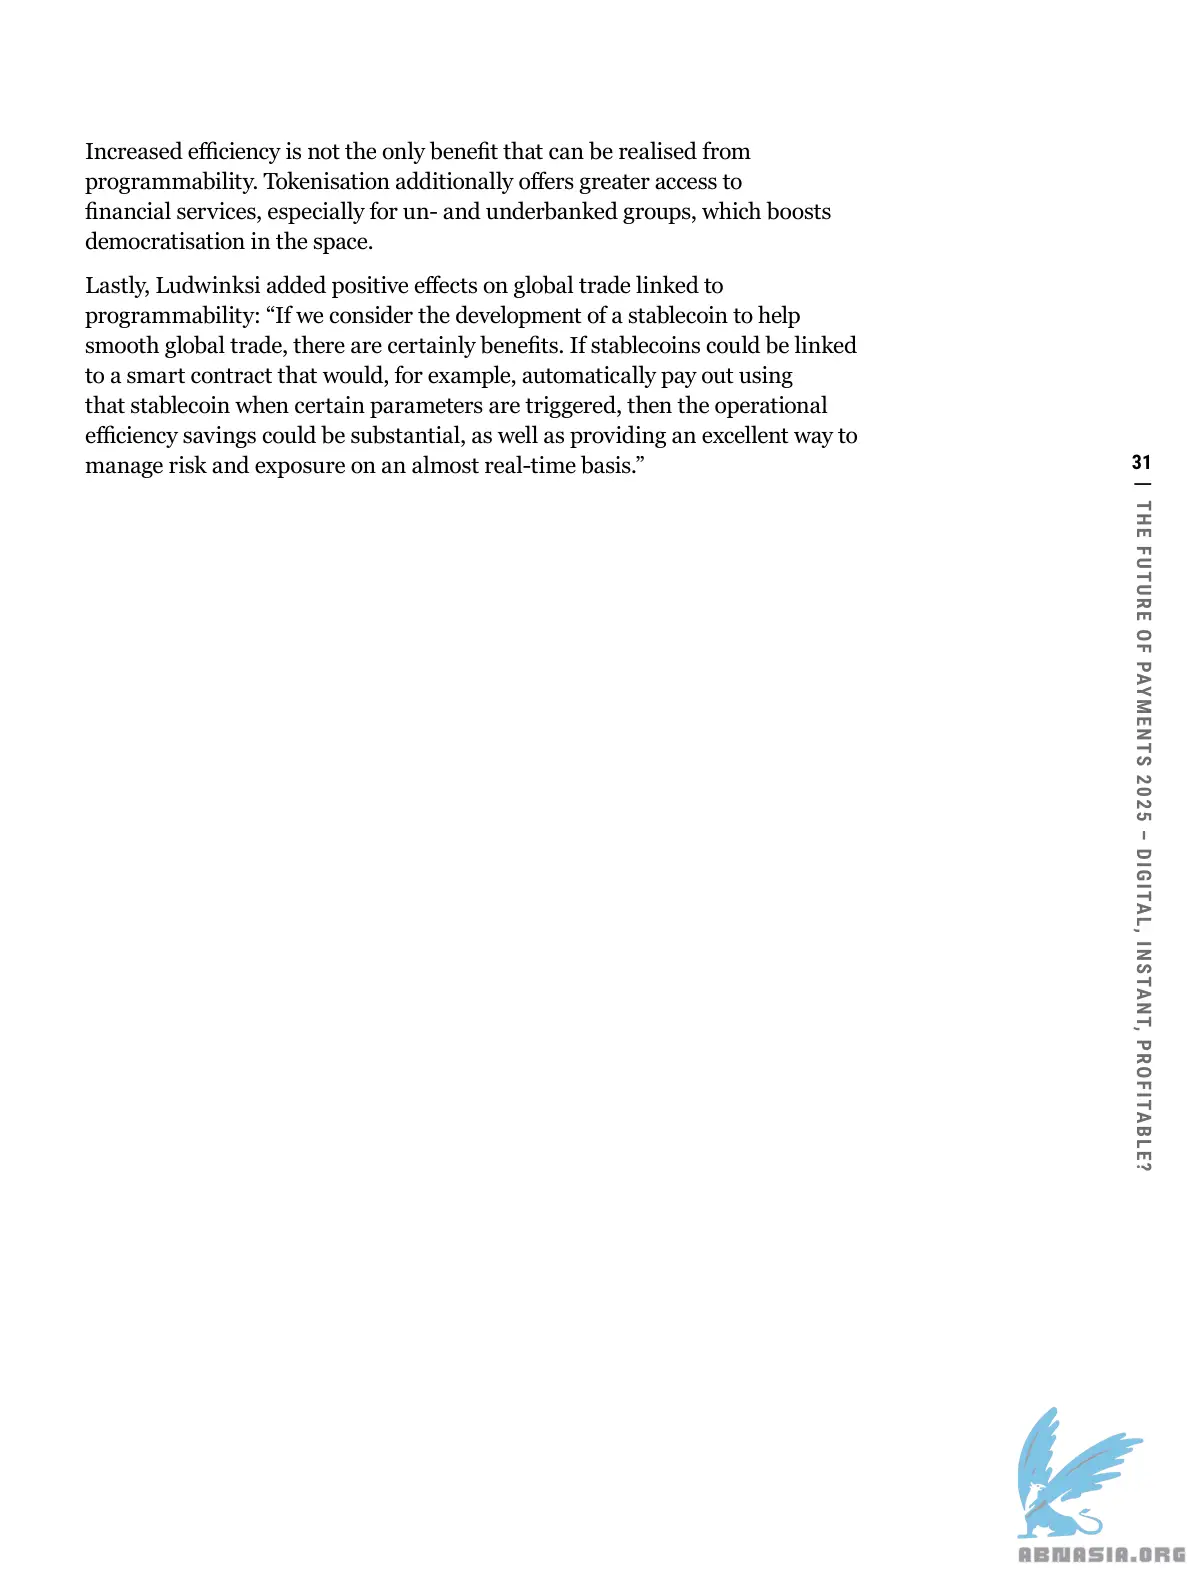 Increased efficiency is not the only benefit that can be realised from
programmability. Tokenisation additionally offers greater access to
financial services, especially for un- and underbanked groups, which boosts
democratisation in the space.
Lastly, Ludwinksi added positive effects on global trade linked to
programmability: “If we consider the development of a stablecoin to help
smooth global trade, there are certainly benefits. If stablecoins could be linked
to a smart contract that would, for example, automatically pay out using
that stablecoin when certain parameters are triggered, then the operational
efficiency savings could be substantial, as well as providing an excellent way to
manage risk and exposure on an almost real-time basis.”
31
THE FUTURE OF PAYMENTS 2025 – DIGITAL, INSTANT, PROFITABLE?
ABNASIA.ORG